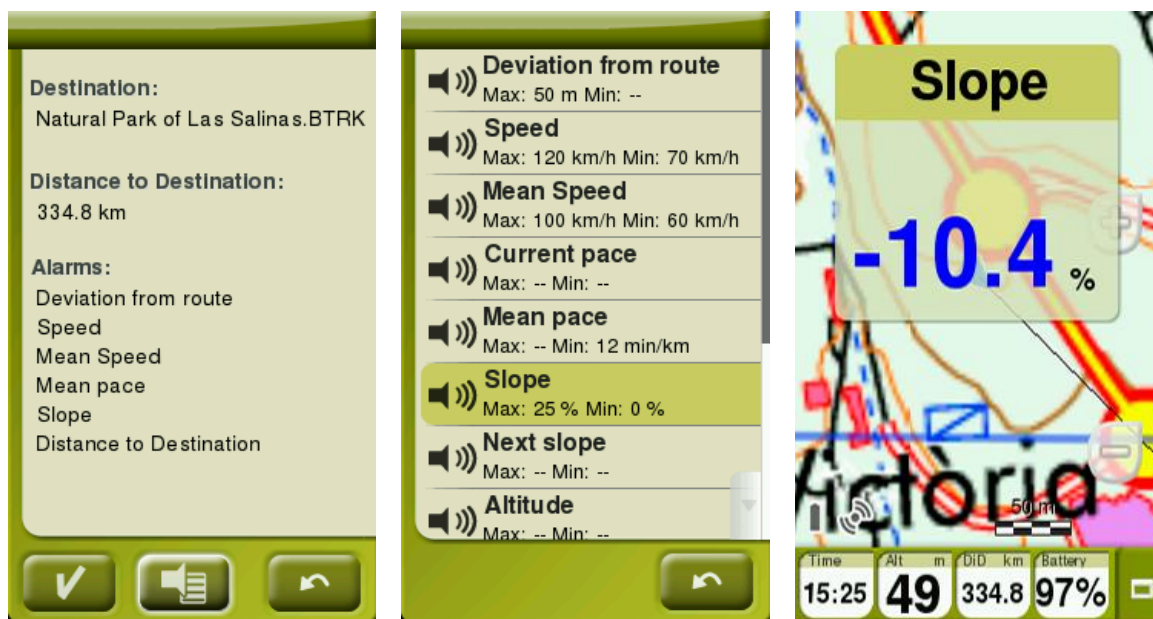 Destination:
Natural Park of Las Salinas.BTRK
Distance to Destination:
334.8 km
Alarms:
Deviation from route
Speed
Mean Speed
Mean pace
Slope
Distance to Destination
Deviation from route
Max: 50 m Min: --
Speed
Max: 120 km/h Min: 70 km/h
Mean Speed
Max: 100 km/h Min: 60 km/h
Current pace
Max: -- Min: --
Mean pace
Max: -- Min: 12 min/km
Slope
Max: 25 % Min: 0 %
Next slope
Max: -- Min: --
Altitude
Max: -- Min: --
Slope
-10.4 %
Victòria
50 m
Time Alt m DiD km Battery
15:25 49 334.8 97%